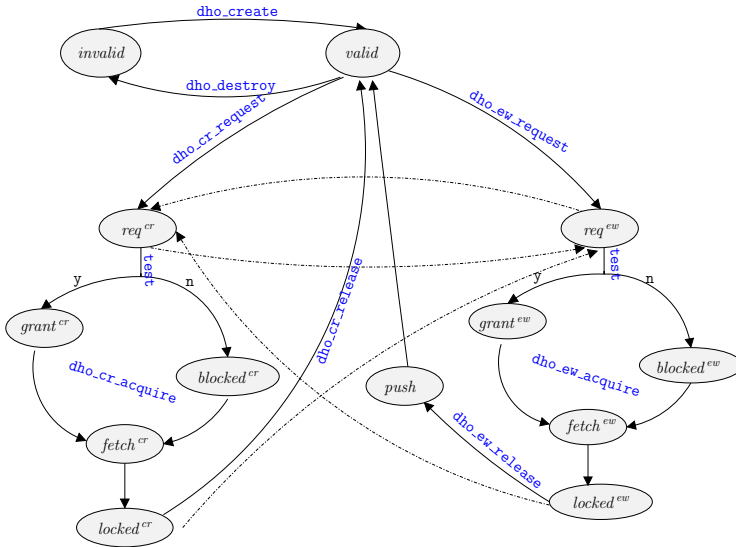 dho_create
invalid
valid
dho_destroy
dho_cr_request
dho_ew_request
req^cr
req^ew
test
test
y
n
y
n
grant^cr
grant^ew
dho_cr_release
blocked^cr
blocked^ew
dho_cr_acquire
dho_ew_acquire
push
dho_ew_release
fetch^cr
fetch^ew
locked^cr
locked^ew